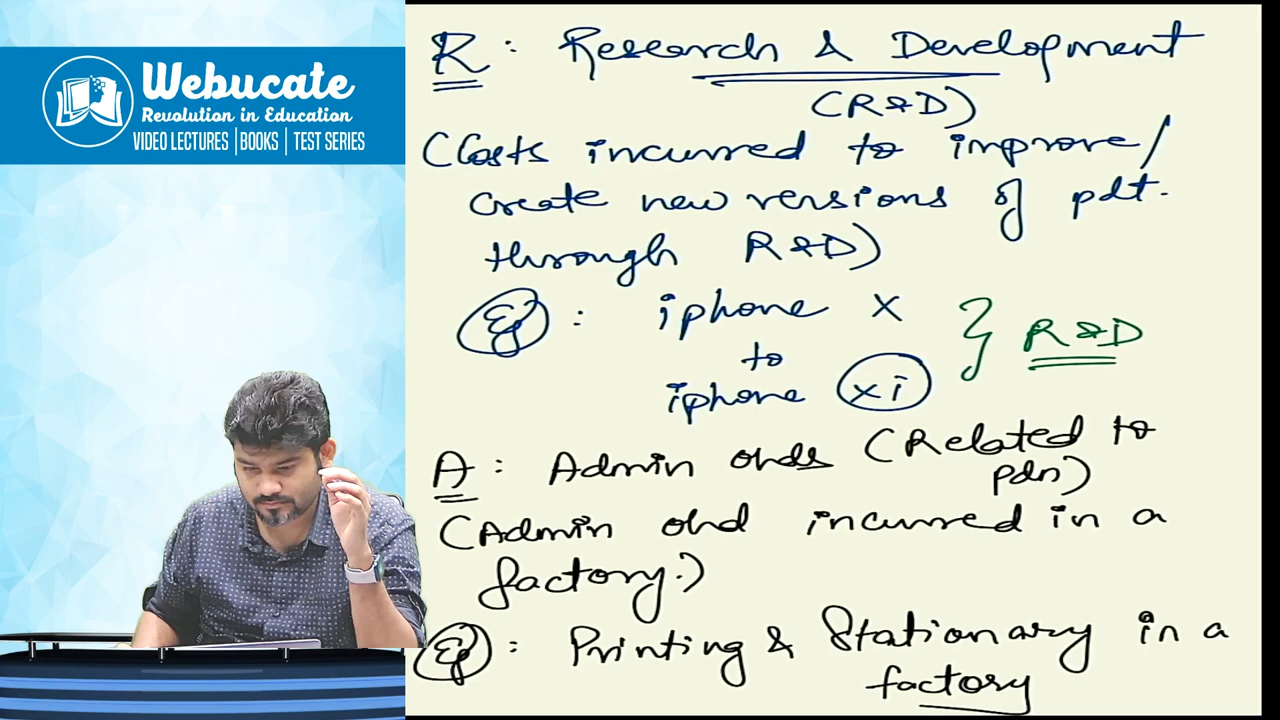 Webucate
Revolution in Education
VIDEO LECTURES | BOOKS | TEST SERIES
R : Research & Development
(R&D)
(Costs incurred to improve/
create new versions of pdt.
through R&D)
Eg : iphone X
to
iphone xi
} R&D
A : Admin ohds (Related to
pdn)
(Admin ohd incurred in a
factory.)
Eg : Printing & Stationary in a
factory